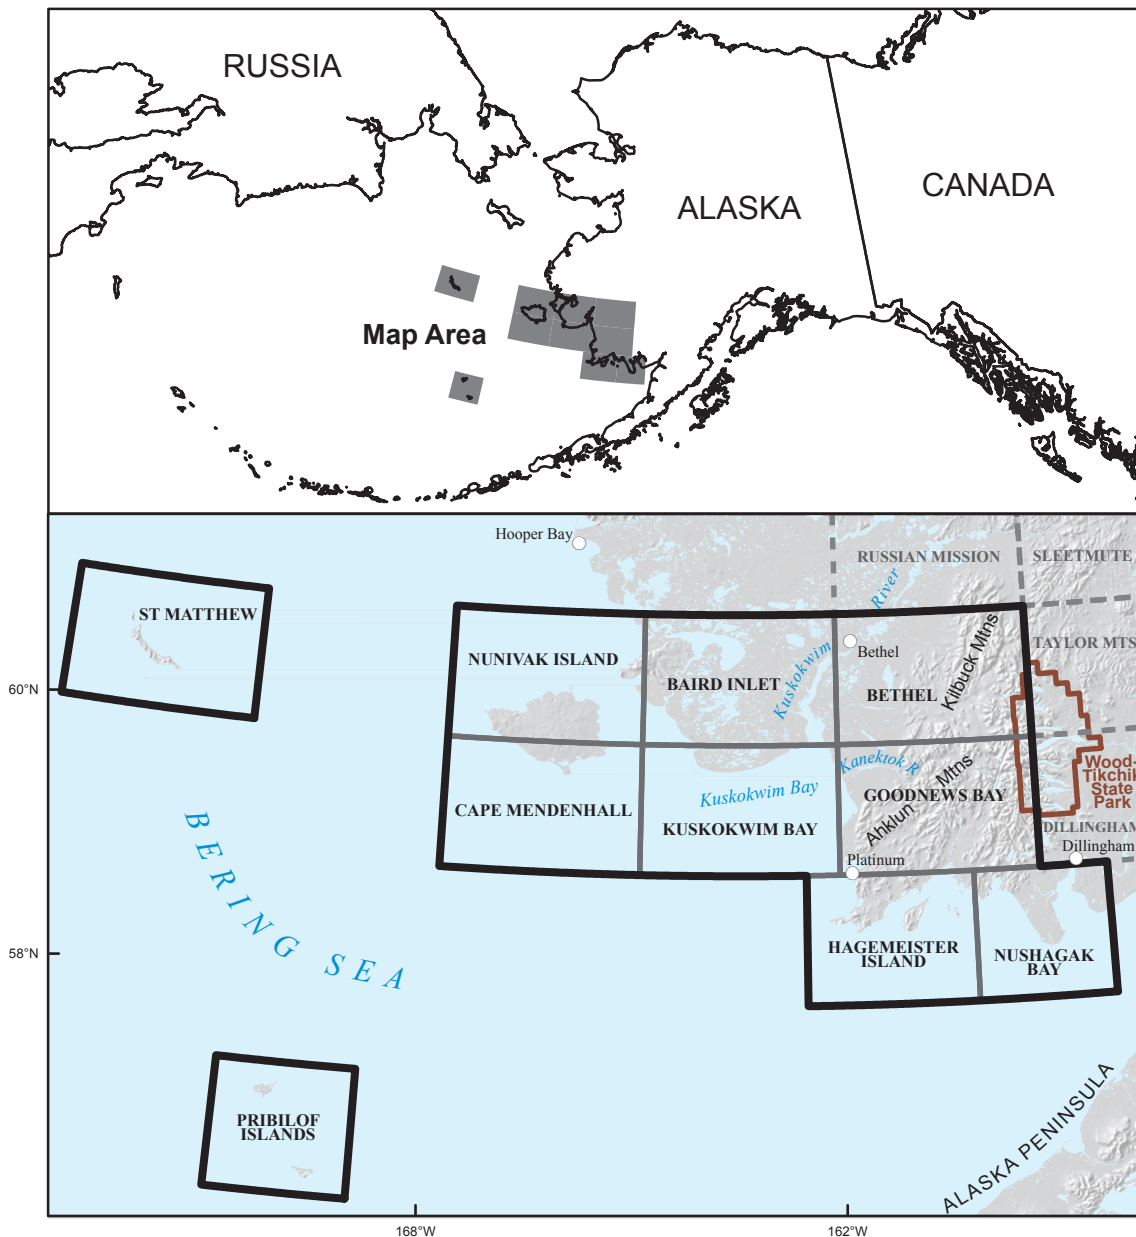 RUSSIA
CANADA
ALASKA
Map Area
Hooper Bay
RUSSIAN MISSION
SLEETMUTE
River
ST MATTHEW
TAYLOR MTS
Bethel
Kilbuck Mtns
NUNIVAK ISLAND
BAIRD INLET
Kuskokwim
BETHEL
60°N
Kanektok R
Wood-
Tikchik
State
Park
Kuskokwim Bay
Ahklun Mtns
GOODNEWS BAY
CAPE MENDENHALL
KUSKOKWIM BAY
DILLINGHAM
Dillingham
Platinum
BERING SEA
HAGEMEISTER
ISLAND
NUSHAGAK
BAY
58°N
PRIBILOF
ISLANDS
ALASKA PENINSULA
168°W
162°W